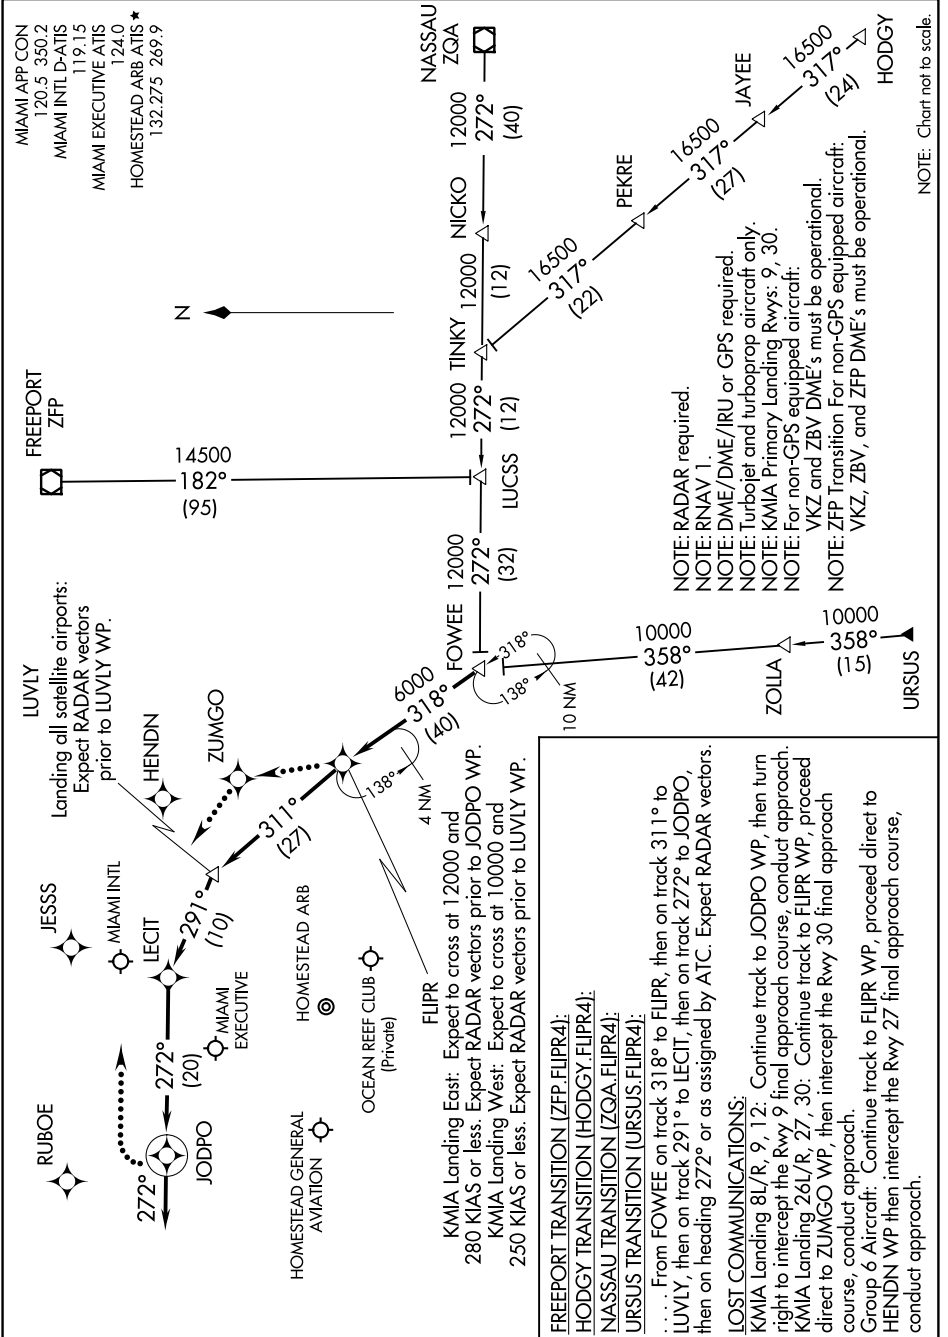 MIAMI APP CON
120.5 350.2
MIAMI INTL D-ATIS
119.15
MIAMI EXECUTIVE ATIS
124.0
HOMESTEAD ARB ATIS ★
132.275 269.9
RUBOE
JESSS
MIAMI INTL
LUVLY
Landing all satellite airports:
Expect RADAR vectors
prior to LUVLY WP.
HENDN
ZUMGO
FREEPORT
ZFP
N
272°
JODPO
272°
(20)
LECIT
291°
(10)
311°
(27)
MIAMI
EXECUTIVE
HOMESTEAD ARB
HOMESTEAD GENERAL
AVIATION
OCEAN REEF CLUB
(Private)
FLIPR
138°
4 NM
6000
318°
(40)
14500
182°
(95)
KMIA Landing East: Expect to cross at 12000 and
280 KIAS or less. Expect RADAR vectors prior to JODPO WP.
KMIA Landing West: Expect to cross at 10000 and
250 KIAS or less. Expect RADAR vectors prior to LUVLY WP.
FOWEE
318°
138°
10 NM
12000
272°
(32)
LUCSS
12000
272°
(12)
TINKY
12000
(12)
NICKO
12000
272°
(40)
NASSAU
ZQA
16500
317°
(22)
PEKRE
16500
317°
(27)
JAYEE
16500
317°
(24)
HODGY
10000
358°
(42)
ZOLLA
10000
358°
(15)
URSUS
NOTE: RADAR required.
NOTE: RNAV 1.
NOTE: DME/DME/IRU or GPS required.
NOTE: Turbojet and turboprop aircraft only.
NOTE: KMIA Primary Landing Rwys: 9, 30.
NOTE: For non-GPS equipped aircraft:
VKZ and ZBV DME's must be operational.
NOTE: ZFP Transition For non-GPS equipped aircraft:
VKZ, ZBV, and ZFP DME's must be operational.
NOTE: Chart not to scale.
FREEPORT TRANSITION (ZFP.FLIPR4):
HODGY TRANSITION (HODGY.FLIPR4):
NASSAU TRANSITION (ZQA.FLIPR4):
URSUS TRANSITION (URSUS.FLIPR4):
. . . . From FOWEE on track 318° to FLIPR, then on track 311° to
LUVLY, then on track 291° to LECIT, then on track 272° to JODPO,
then on heading 272° or as assigned by ATC. Expect RADAR vectors.
LOST COMMUNICATIONS:
KMIA Landing 8L/R, 9, 12: Continue track to JODPO WP, then turn
right to intercept the Rwy 9 final approach course, conduct approach.
KMIA Landing 26L/R, 27, 30: Continue track to FLIPR WP, proceed
direct to ZUMGO WP, then intercept the Rwy 30 final approach
course, conduct approach.
Group 6 Aircraft: Continue track to FLIPR WP, proceed direct to
HENDN WP then intercept the Rwy 27 final approach course,
conduct approach.